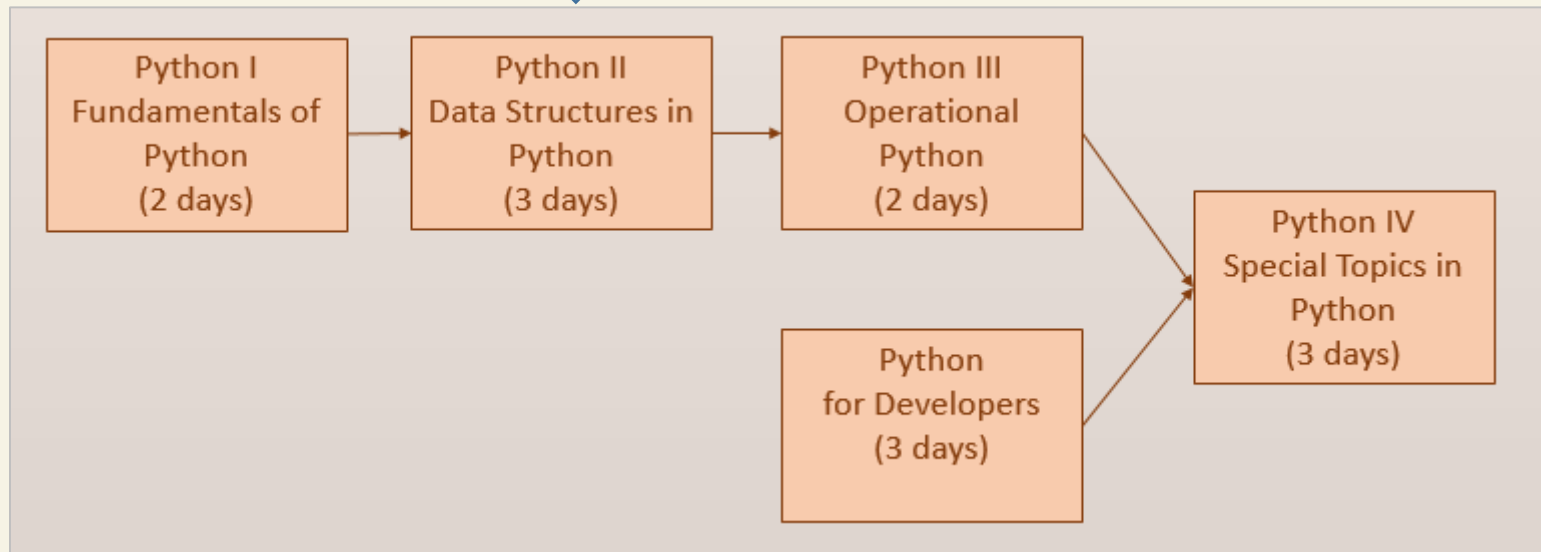 Python I
Fundamentals of
Python
(2 days)
Python II
Data Structures in
Python
(3 days)
Python III
Operational
Python
(2 days)
Python IV
Special Topics in
Python
(3 days)
Python
for Developers
(3 days)